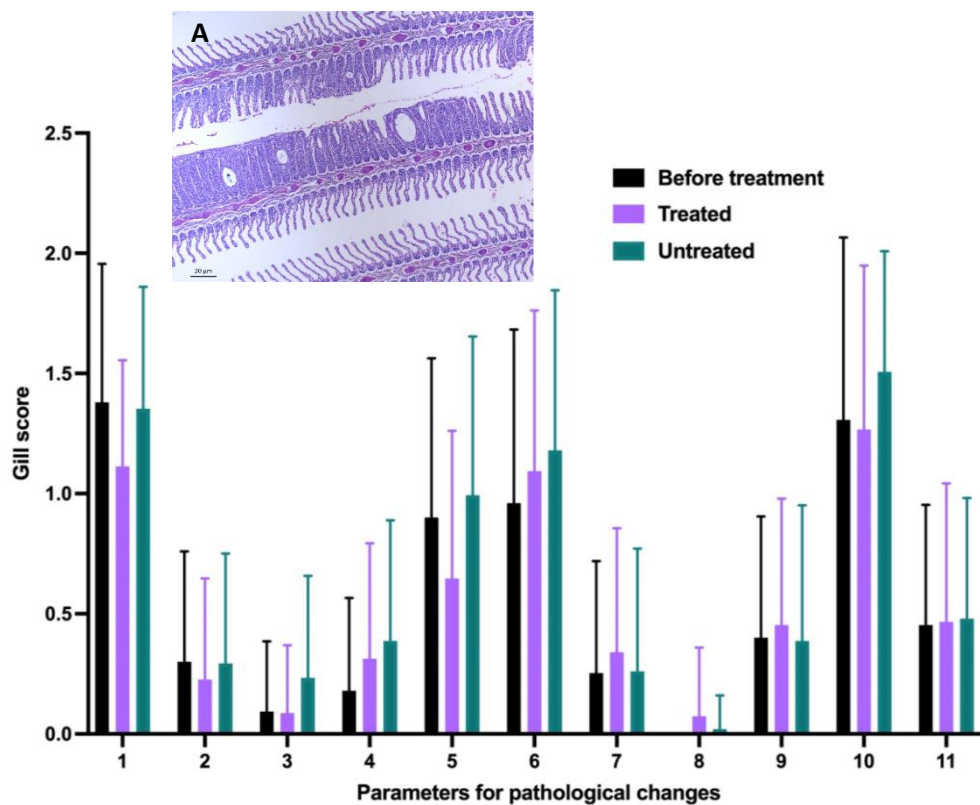 A
20 µm
Before treatment
Treated
Untreated
Gill score
2.5
2.0
1.5
1.0
0.5
0.0
1 2 3 4 5 6 7 8 9 10 11
Parameters for pathological changes